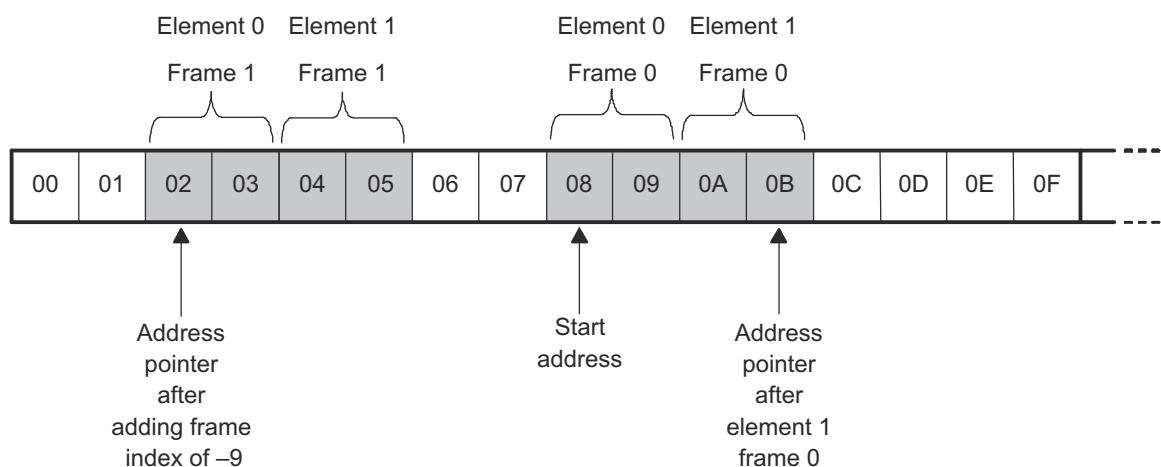 Element 0 Element 1 Element 0 Element 1
Frame 1 Frame 1 Frame 0 Frame 0
00 01 02 03 04 05 06 07 08 09 0A 0B 0C 0D 0E 0F
Address
pointer
after
adding frame
index of –9
Start
address
Address
pointer
after
element 1
frame 0